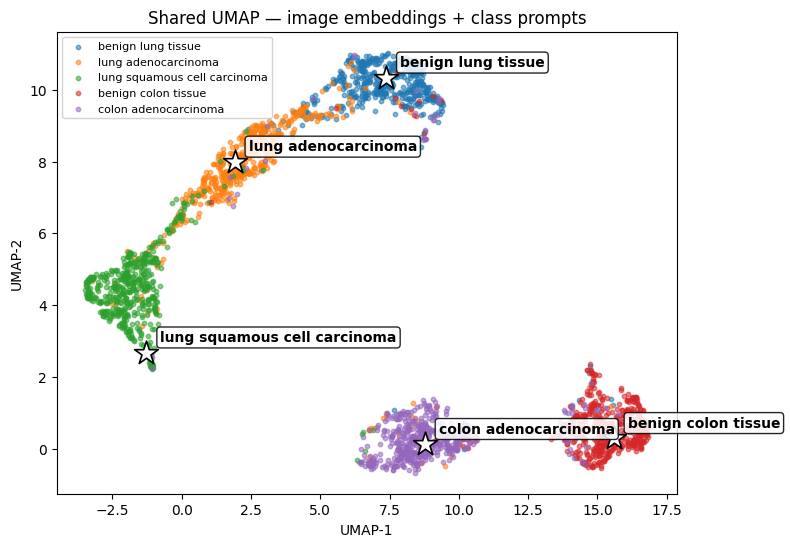 Shared UMAP — image embeddings + class prompts
benign lung tissue
lung adenocarcinoma
lung squamous cell carcinoma
benign colon tissue
colon adenocarcinoma
benign lung tissue
lung adenocarcinoma
lung squamous cell carcinoma
colon adenocarcinoma
benign colon tissue
UMAP-2
10
8
6
4
2
0
−2.5 0.0 2.5 5.0 7.5 10.0 12.5 15.0 17.5
UMAP-1